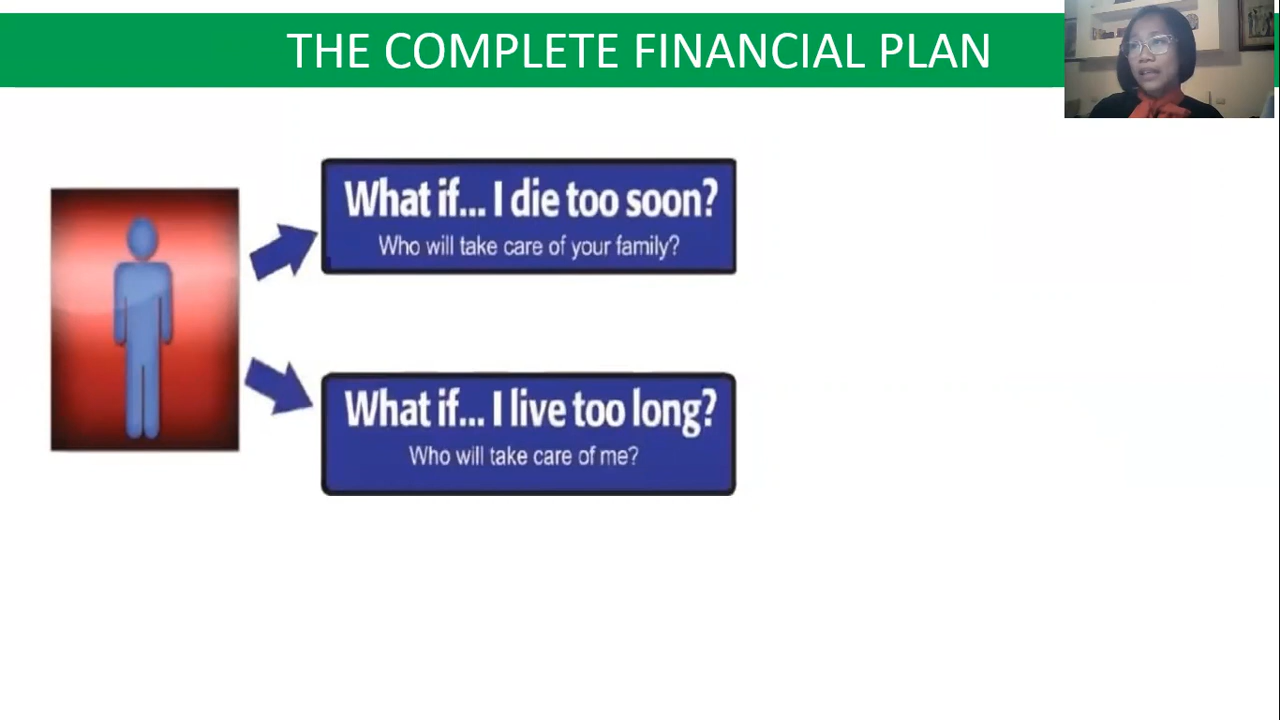 THE COMPLETE FINANCIAL PLAN
What if... I die too soon?
Who will take care of your family?
What if... I live too long?
Who will take care of me?